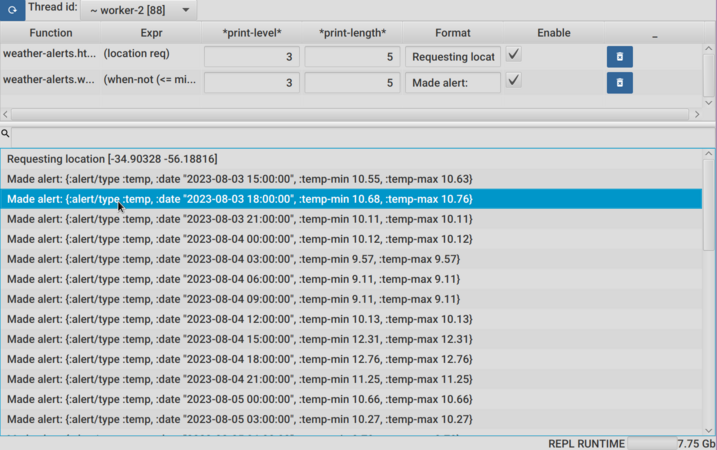 Thread id: ~ worker-2 [88]
Function Expr *print-level* *print-length* Format Enable _
weather-alerts.ht... (location req) 3 5 Requesting locat
weather-alerts.w... (when-not (<= mi... 3 5 Made alert:
Requesting location [-34.90328 -56.18816]
Made alert: {:alert/type :temp, :date "2023-08-03 15:00:00", :temp-min 10.55, :temp-max 10.63}
Made alert: {:alert/type :temp, :date "2023-08-03 18:00:00", :temp-min 10.68, :temp-max 10.76}
Made alert: {:alert/type :temp, :date "2023-08-03 21:00:00", :temp-min 10.11, :temp-max 10.11}
Made alert: {:alert/type :temp, :date "2023-08-04 00:00:00", :temp-min 10.12, :temp-max 10.12}
Made alert: {:alert/type :temp, :date "2023-08-04 03:00:00", :temp-min 9.57, :temp-max 9.57}
Made alert: {:alert/type :temp, :date "2023-08-04 06:00:00", :temp-min 9.11, :temp-max 9.11}
Made alert: {:alert/type :temp, :date "2023-08-04 09:00:00", :temp-min 9.11, :temp-max 9.11}
Made alert: {:alert/type :temp, :date "2023-08-04 12:00:00", :temp-min 10.13, :temp-max 10.13}
Made alert: {:alert/type :temp, :date "2023-08-04 15:00:00", :temp-min 12.31, :temp-max 12.31}
Made alert: {:alert/type :temp, :date "2023-08-04 18:00:00", :temp-min 12.76, :temp-max 12.76}
Made alert: {:alert/type :temp, :date "2023-08-04 21:00:00", :temp-min 11.25, :temp-max 11.25}
Made alert: {:alert/type :temp, :date "2023-08-05 00:00:00", :temp-min 10.66, :temp-max 10.66}
Made alert: {:alert/type :temp, :date "2023-08-05 03:00:00", :temp-min 10.27, :temp-max 10.27}
REPL RUNTIME 7.75 Gb